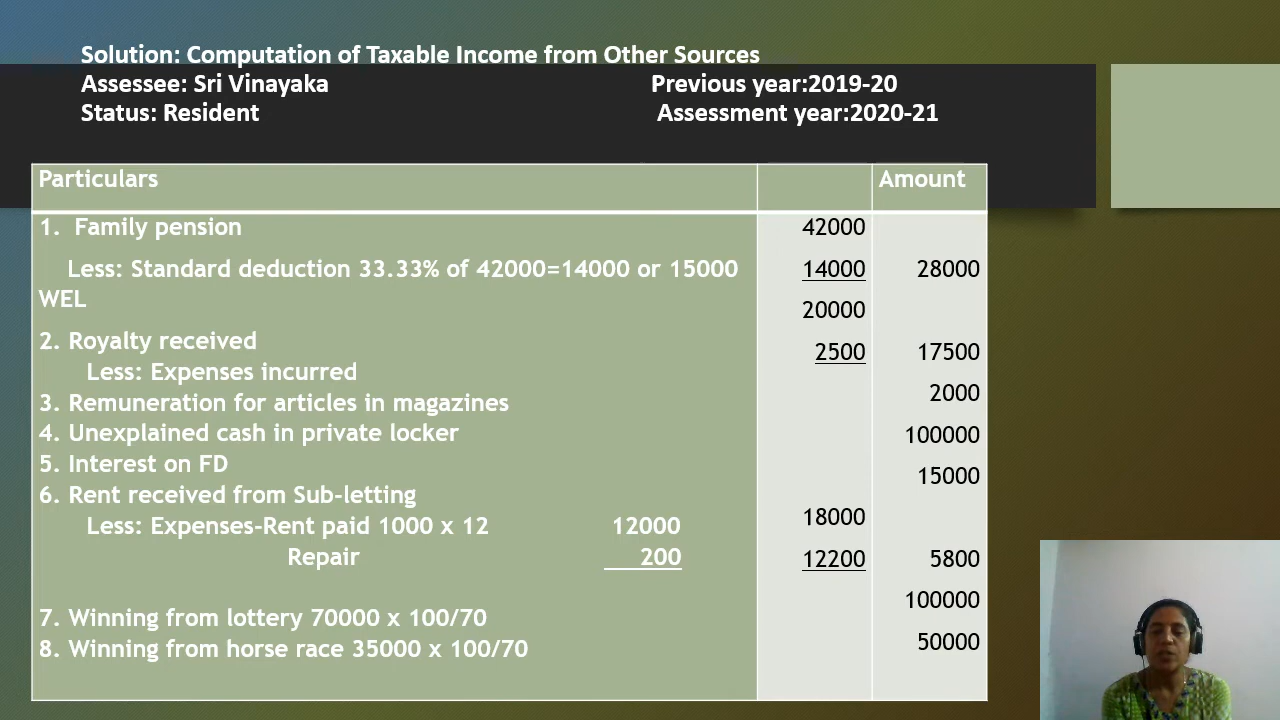 Solution: Computation of Taxable Income from Other Sources
Assessee: Sri Vinayaka Previous year:2019-20
Status: Resident Assessment year:2020-21
Particulars Amount
1. Family pension 42000
Less: Standard deduction 33.33% of 42000=14000 or 15000 14000 28000
WEL
20000
2. Royalty received
2500 17500
Less: Expenses incurred
2000
3. Remuneration for articles in magazines
4. Unexplained cash in private locker 100000
5. Interest on FD
15000
6. Rent received from Sub-letting
18000
Less: Expenses-Rent paid 1000 x 12 12000
Repair 200 12200 5800
100000
7. Winning from lottery 70000 x 100/70
8. Winning from horse race 35000 x 100/70 50000